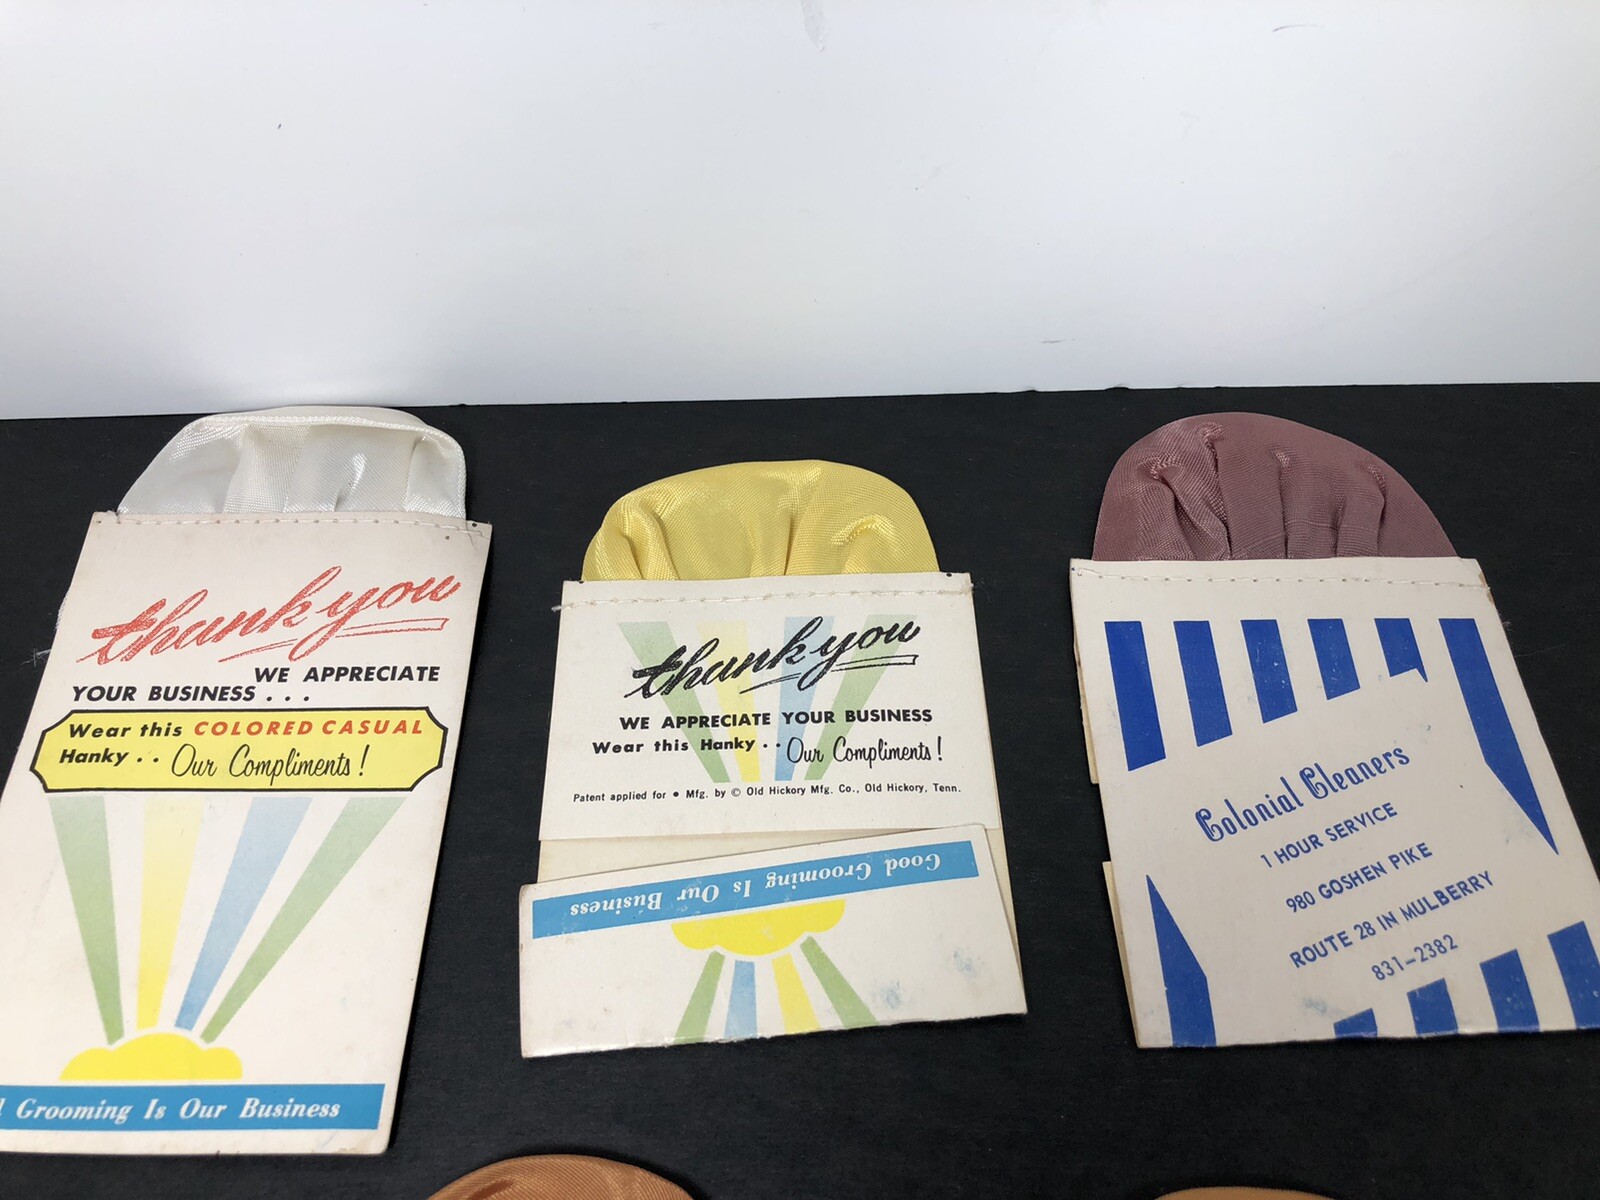 thank you
WE APPRECIATE
YOUR BUSINESS . . .
Wear this COLORED CASUAL
Hanky . . Our Compliments!
Grooming Is Our Business
thank you
WE APPRECIATE YOUR BUSINESS
Wear this Hanky . . Our Compliments!
Patent applied for • Mfg. by © Old Hickory Mfg. Co., Old Hickory, Tenn.
Good Grooming Is Our Business
Colonial Cleaners
1 HOUR SERVICE
980 GOSHEN PIKE
ROUTE 28 IN MULBERRY
831-2382